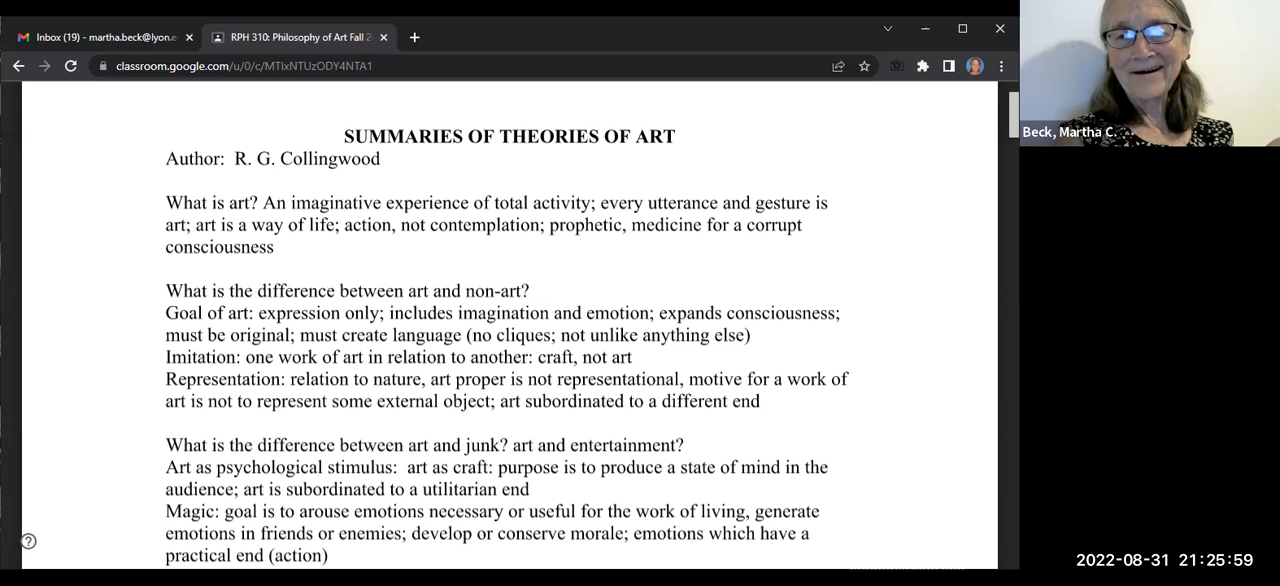 Inbox (19) - martha.beck@lyon.e
RPH 310: Philosophy of Art Fall 2
classroom.google.com/u/0/c/MTIxNTUzODY4NTA1
Beck, Martha C.
SUMMARIES OF THEORIES OF ART
Author: R. G. Collingwood
What is art? An imaginative experience of total activity; every utterance and gesture is
art; art is a way of life; action, not contemplation; prophetic, medicine for a corrupt
consciousness
What is the difference between art and non-art?
Goal of art: expression only; includes imagination and emotion; expands consciousness;
must be original; must create language (no cliques; not unlike anything else)
Imitation: one work of art in relation to another: craft, not art
Representation: relation to nature, art proper is not representational, motive for a work of
art is not to represent some external object; art subordinated to a different end
What is the difference between art and junk? art and entertainment?
Art as psychological stimulus: art as craft: purpose is to produce a state of mind in the
audience; art is subordinated to a utilitarian end
Magic: goal is to arouse emotions necessary or useful for the work of living, generate
emotions in friends or enemies; develop or conserve morale; emotions which have a
practical end (action)
2022-08-31 21:25:59